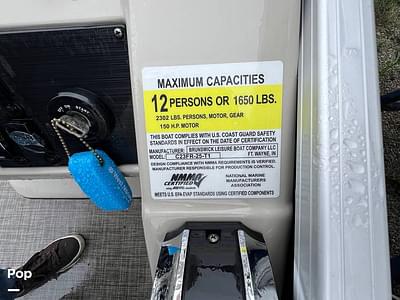 MAXIMUM CAPACITIES
12 PERSONS OR 1650 LBS.
2302 LBS. PERSONS, MOTOR, GEAR
150 H.P. MOTOR
THIS BOAT COMPLIES WITH U.S. COAST GUARD SAFETY
STANDARDS IN EFFECT ON THE DATE OF CERTIFICATION
MANUFACTURER: BRUNSWICK LEISURE BOAT COMPANY LLC
MODEL: C23FR-25-T1 FT. WAYNE, IN
DESIGN COMPLIANCE WITH NMMA REQUIREMENTS IS VERIFIED.
MANUFACTURER RESPONSIBLE FOR PRODUCTION CONTROL.
NMMA
CERTIFIED
NATIONAL MARINE
MANUFACTURERS
ASSOCIATION
MEETS U.S. EPA EVAP STANDARDS USING CERTIFIED COMPONENTS
Pop